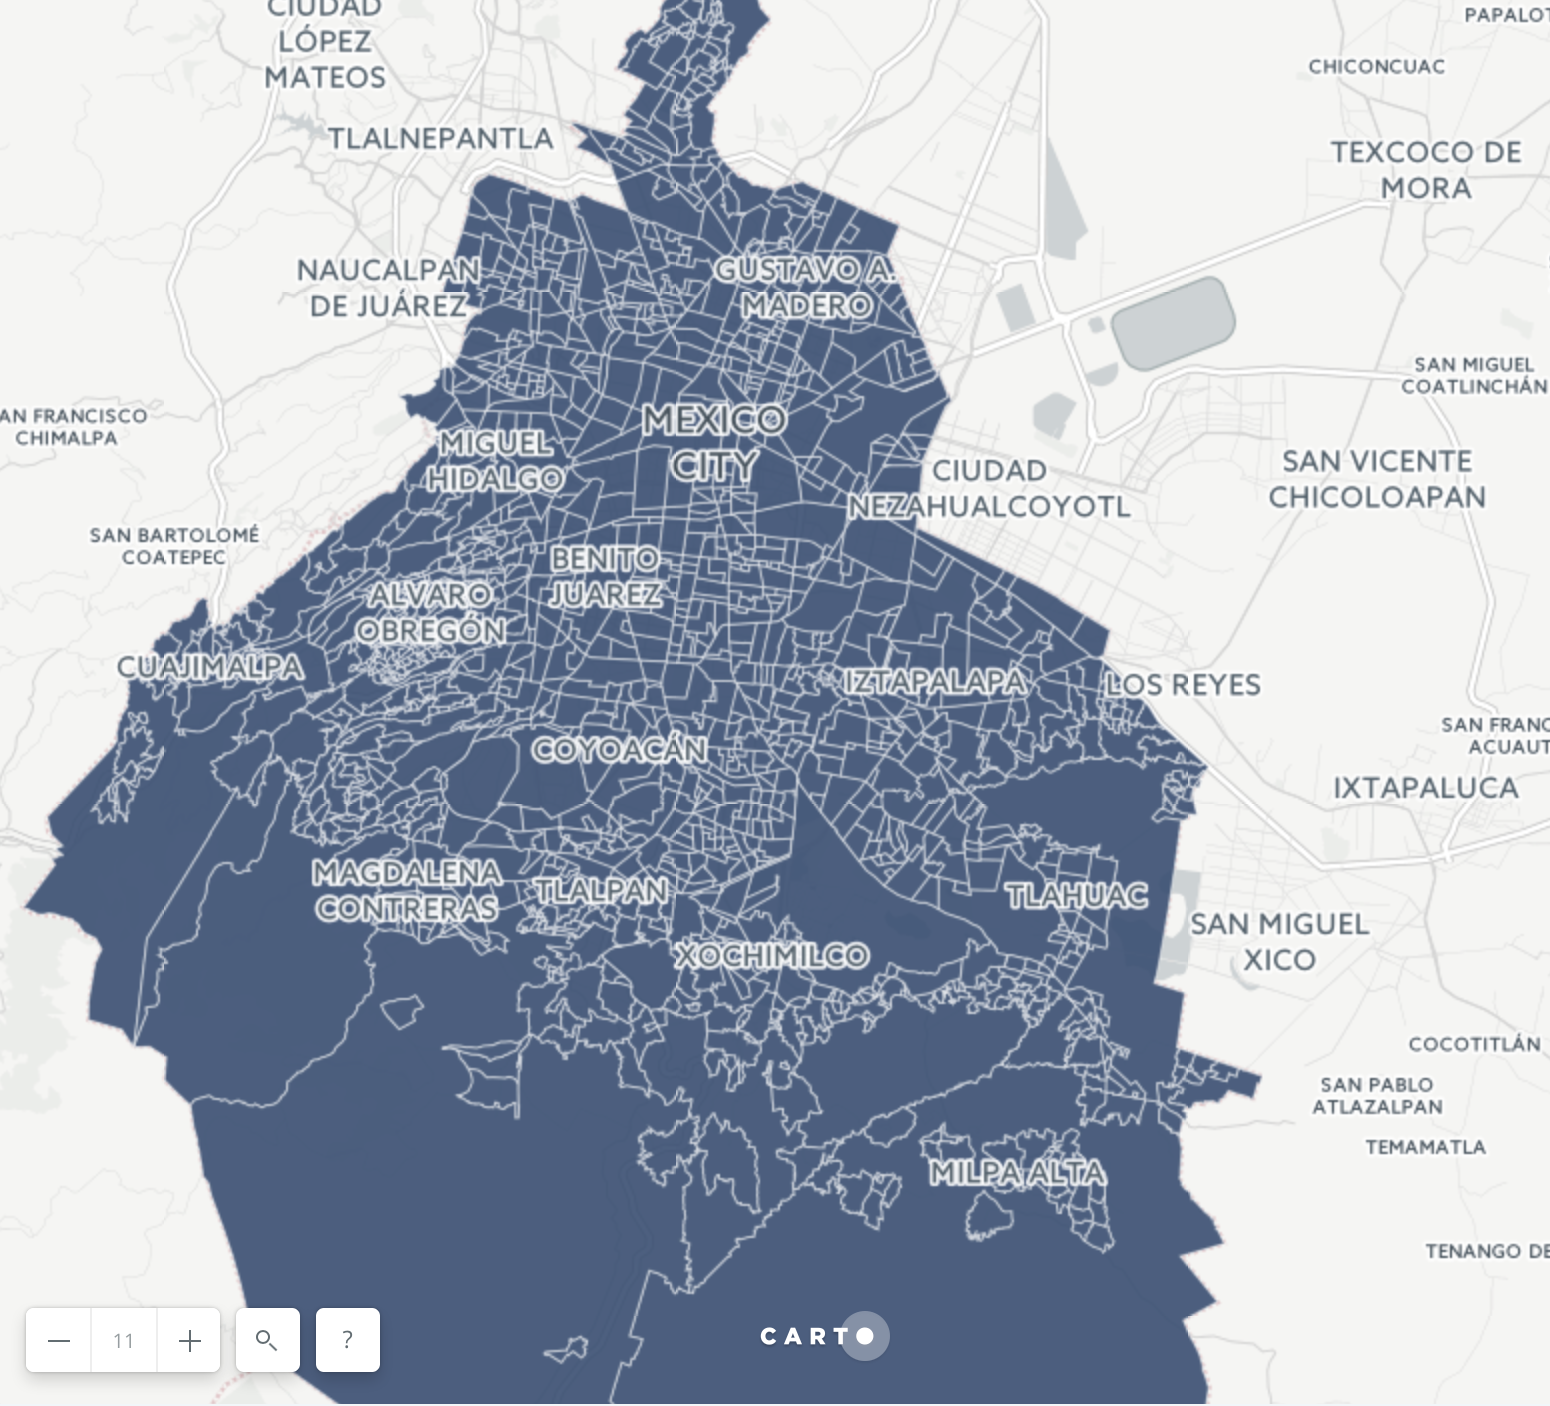 CIUDAD
LÓPEZ
MATEOS
TLALNEPANTLA
CHICONCUAC
TEXCOCO DE
MORA
NAUCALPAN
DE JUÁREZ
GUSTAVO A.
MADERO
SAN MIGUEL
COATLINCHÁN
AN FRANCISCO
CHIMALPA
MEXICO
CITY
MIGUEL
HIDALGO
CIUDAD
NEZAHUALCOYOTL
SAN VICENTE
CHICOLOAPAN
SAN BARTOLOMÉ
COATEPEC
BENITO
JUAREZ
ALVARO
OBREGÓN
CUAJIMALPA
IZTAPALAPA
LOS REYES
COYOACÁN
SAN FRANC
ACUAUT
IXTAPALUCA
MAGDALENA
CONTRERAS
TLALPAN
TLAHUAC
SAN MIGUEL
XICO
XOCHIMILCO
COCOTITLÁN
SAN PABLO
ATLAZALPAN
TEMAMATLA
MILPA ALTA
TENANGO DE
11
?
CARTO